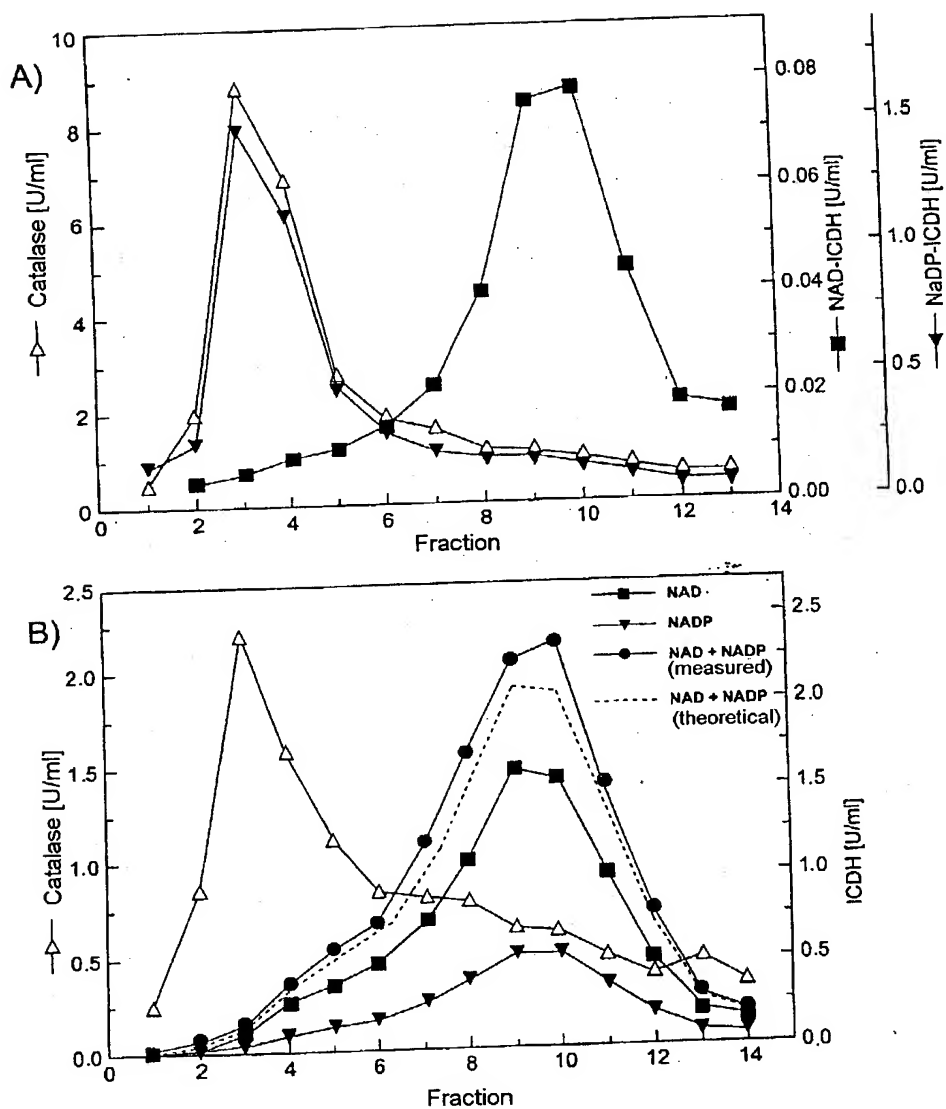 A)
10
8
6
4
2
0
Catalase [U/ml]
0.08
0.06
0.04
0.02
0.00
NAD-ICDH [U/ml]
1.5
1.0
0.5
0.0
NaDP-ICDH [U/ml]
0 2 4 6 8 10 12 14
Fraction
B)
2.5
2.0
1.5
1.0
0.5
0.0
Catalase [U/ml]
NAD
NADP
NAD + NADP
(measured)
NAD + NADP
(theoretical)
2.5
2.0
1.5
1.0
0.5
0.0
ICDH [U/ml]
0 2 4 6 8 10 12 14
Fraction